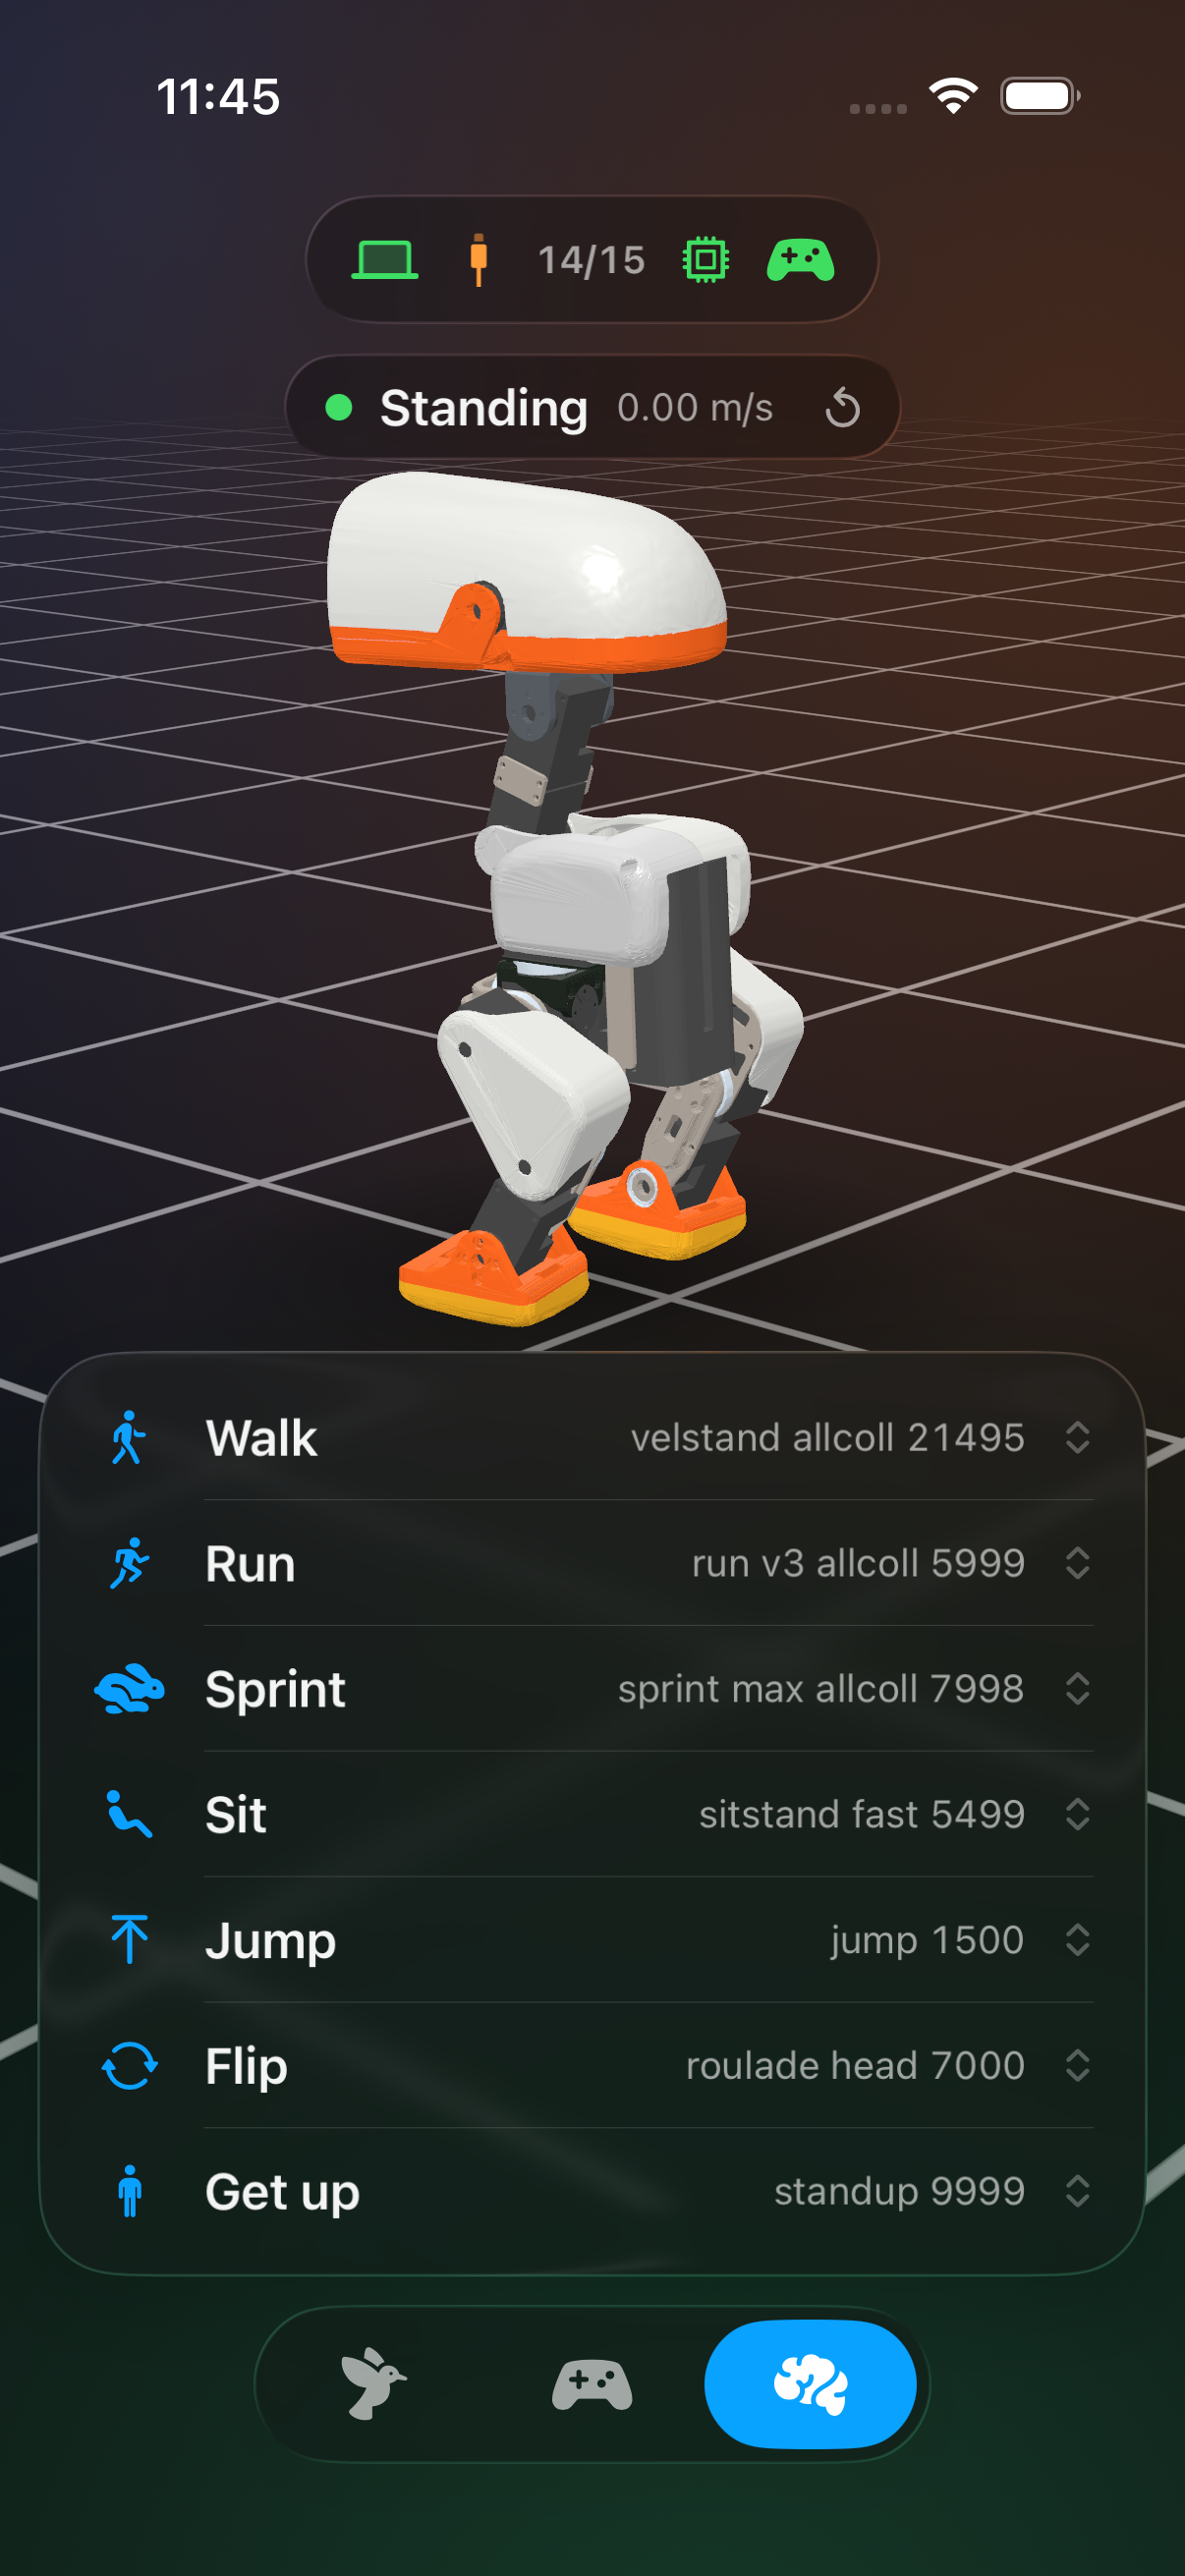 11:45
14/15
Standing 0.00 m/s
Walk velstand allcoll 21495
Run run v3 allcoll 5999
Sprint sprint max allcoll 7998
Sit sitstand fast 5499
Jump jump 1500
Flip roulade head 7000
Get up standup 9999